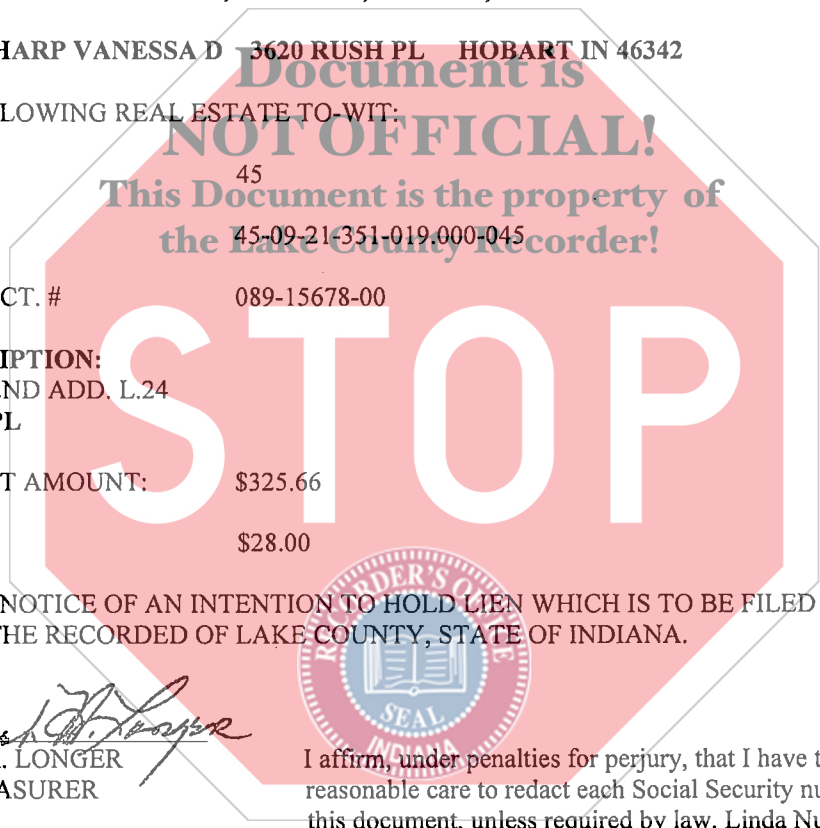 HARP VANESSA D 3620 RUSH PL HOBART IN 46342
Document is
LOWING REAL ESTATE TO-WIT:
NOT OFFICIAL!
45
This Document is the property of
45-09-21-351-019.000-045
the Lake County Recorder!
CT. # 089-15678-00
STOP
IPTION:
ND ADD. L.24
PL
T AMOUNT: $325.66
$28.00
NOTICE OF AN INTENTION TO HOLD LIEN WHICH IS TO BE FILED
THE RECORDED OF LAKE COUNTY, STATE OF INDIANA.
RECORDER'S OFFICE
SEAL
INDIANA
. LONGER
ASURER
I affirm, under penalties for perjury, that I have t
reasonable care to redact each Social Security nu
this document, unless required by law. Linda Nu